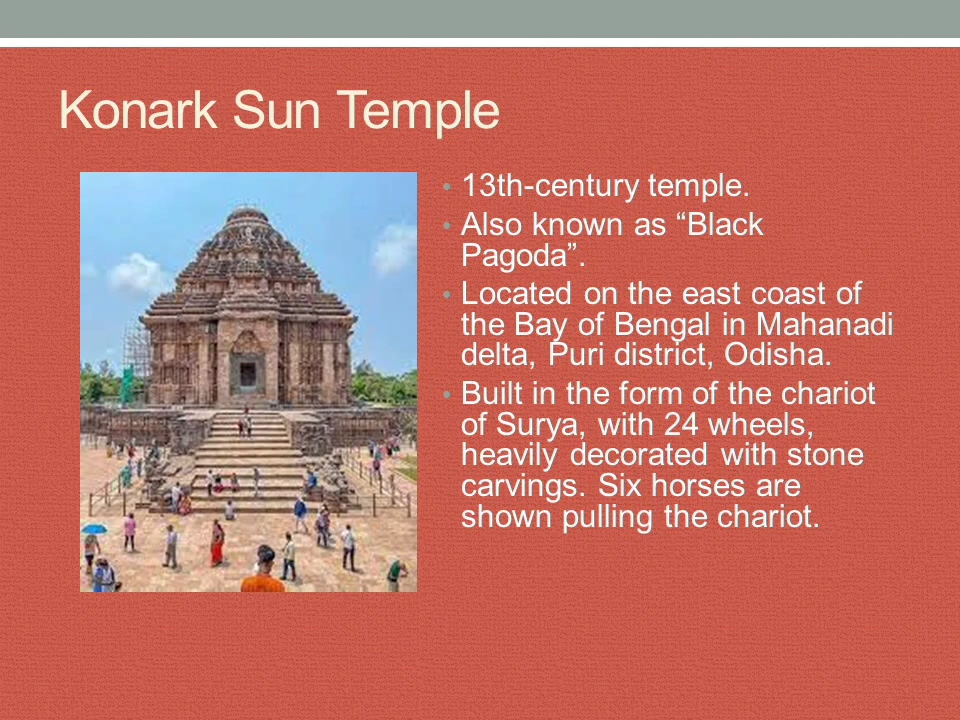 Konark Sun Temple
• 13th-century temple.
• Also known as “Black
Pagoda”.
• Located on the east coast of
the Bay of Bengal in Mahanadi
delta, Puri district, Odisha.
• Built in the form of the chariot
of Surya, with 24 wheels,
heavily decorated with stone
carvings. Six horses are
shown pulling the chariot.